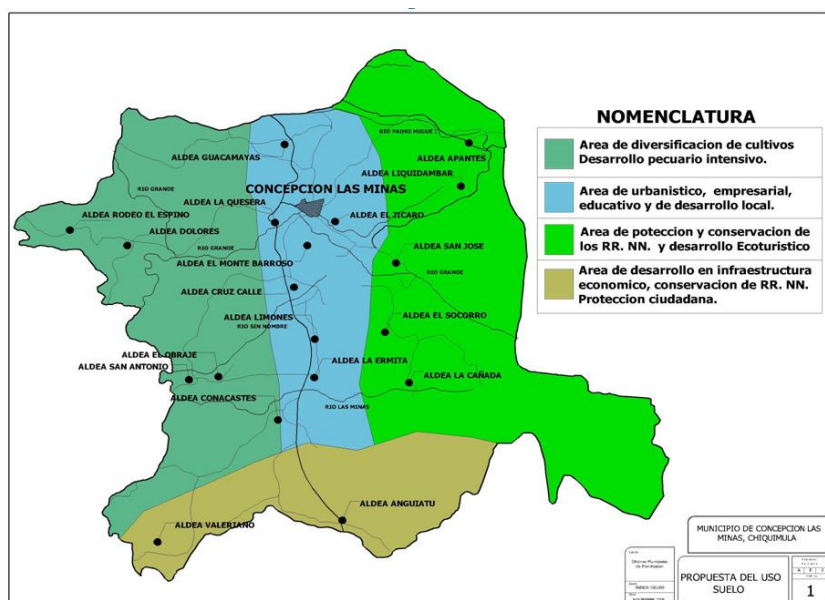 NOMENCLATURA
Area de diversificacion de cultivos
Desarrollo pecuario intensivo.
Area de urbanistico, empresarial,
educativo y de desarrollo local.
Area de poteccion y conservacion de
los RR. NN. y desarrollo Ecoturistico
Area de desarrollo en infraestructura
economico, conservacion de RR. NN.
Proteccion ciudadana.
RIO PADRE MIGUEL
ALDEA GUACAMAYAS
ALDEA APANTES
ALDEA LIQUIDAMBAR
RIO GRANDE
CONCEPCION LAS MINAS
ALDEA LA QUESERA
ALDEA RODEO EL ESPINO
ALDEA EL JICARO
ALDEA DOLORES
RIO GRANDE
ALDEA SAN JOSE
ALDEA EL MONTE BARROSO
RIO GRANDE
ALDEA CRUZ CALLE
ALDEA LIMONES
ALDEA EL SOCORRO
RIO SIN NOMBRE
ALDEA EL OBRAJE
ALDEA LA ERMITA
ALDEA SAN ANTONIO
ALDEA LA CAÑADA
ALDEA CONACASTES
RIO LAS MINAS
ALDEA ANGUIATU
ALDEA VALERIANO
MUNICIPIO DE CONCEPCION LAS
MINAS, CHIQUIMULA
PROPUESTA DEL USO
SUELO
1